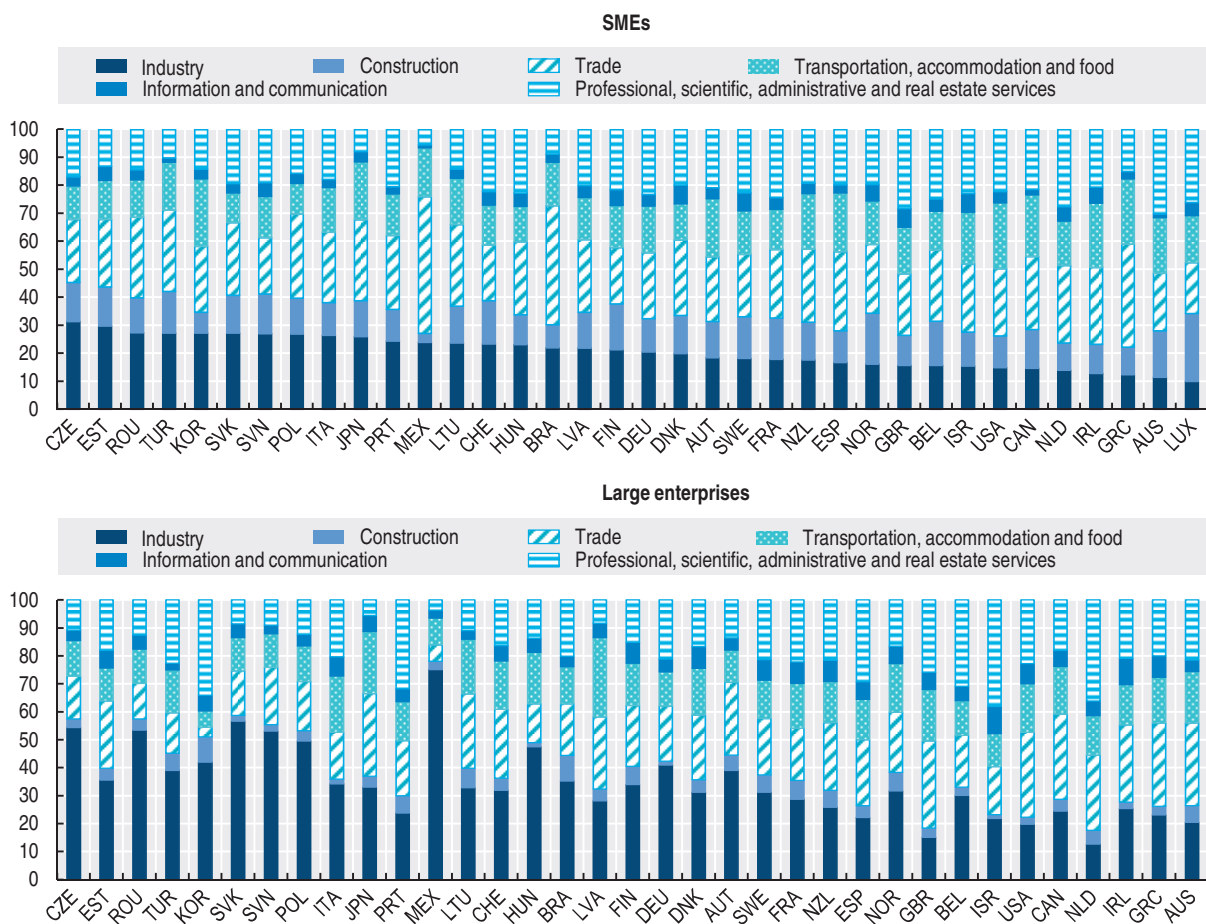 SMEs
Industry Construction Trade Transportation, accommodation and food
Information and communication Professional, scientific, administrative and real estate services
100
90
80
70
60
50
40
30
20
10
0
CZE EST ROU TUR KOR SVK SVN POL ITA JPN PRT MEX LTU CHE HUN BRA LVA FIN DEU DNK AUT SWE FRA NZL ESP NOR GBR BEL ISR USA CAN NLD IRL GRC AUS LUX
Large enterprises
Industry Construction Trade Transportation, accommodation and food
Information and communication Professional, scientific, administrative and real estate services
100
90
80
70
60
50
40
30
20
10
0
CZE EST ROU TUR KOR SVK SVN POL ITA JPN PRT MEX LTU CHE HUN BRA LVA FIN DEU DNK AUT SWE FRA NZL ESP NOR GBR BEL ISR USA CAN NLD IRL GRC AUS